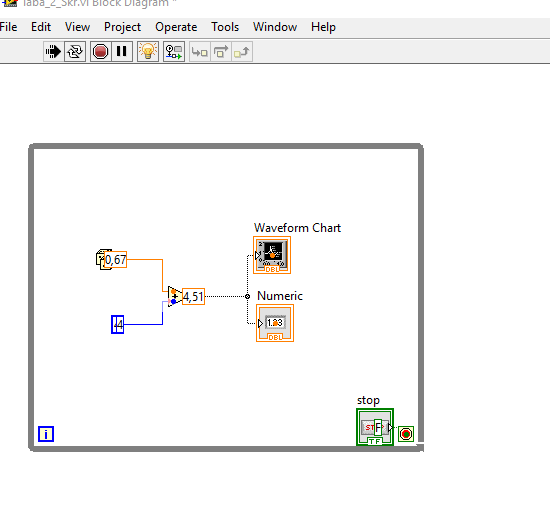 Laba_2_Skr.vi Block Diagram *
File Edit View Project Operate Tools Window Help
Waveform Chart
DBL
0,67
4,51
Numeric
1.23
DBL
4
stop
F
TF
i